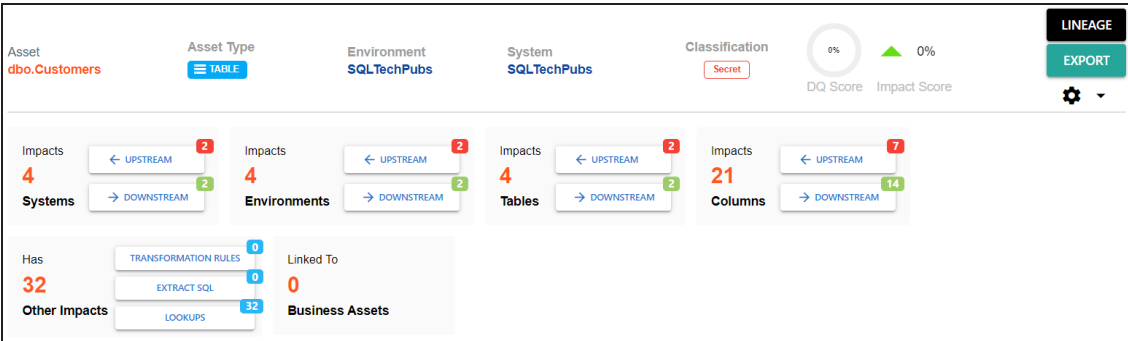 Asset
dbo.Customers
Asset Type
TABLE
Environment
SQLTechPubs
System
SQLTechPubs
Classification
Secret
0%
DQ Score
0%
Impact Score
LINEAGE
EXPORT
Impacts
4
Systems
UPSTREAM
2
DOWNSTREAM
2
Impacts
4
Environments
UPSTREAM
2
DOWNSTREAM
2
Impacts
4
Tables
UPSTREAM
2
DOWNSTREAM
2
Impacts
21
Columns
UPSTREAM
7
DOWNSTREAM
14
Has
32
Other Impacts
TRANSFORMATION RULES
0
EXTRACT SQL
0
LOOKUPS
32
Linked To
0
Business Assets